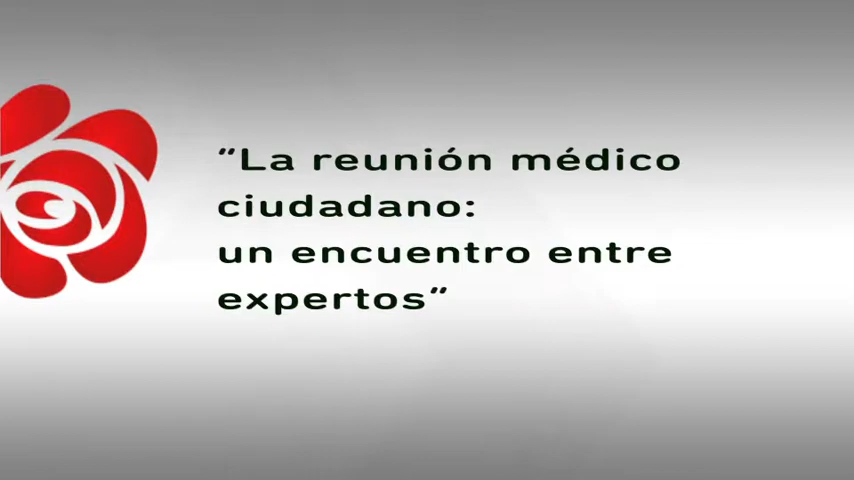 "La reunión médico
ciudadano:
un encuentro entre
expertos"